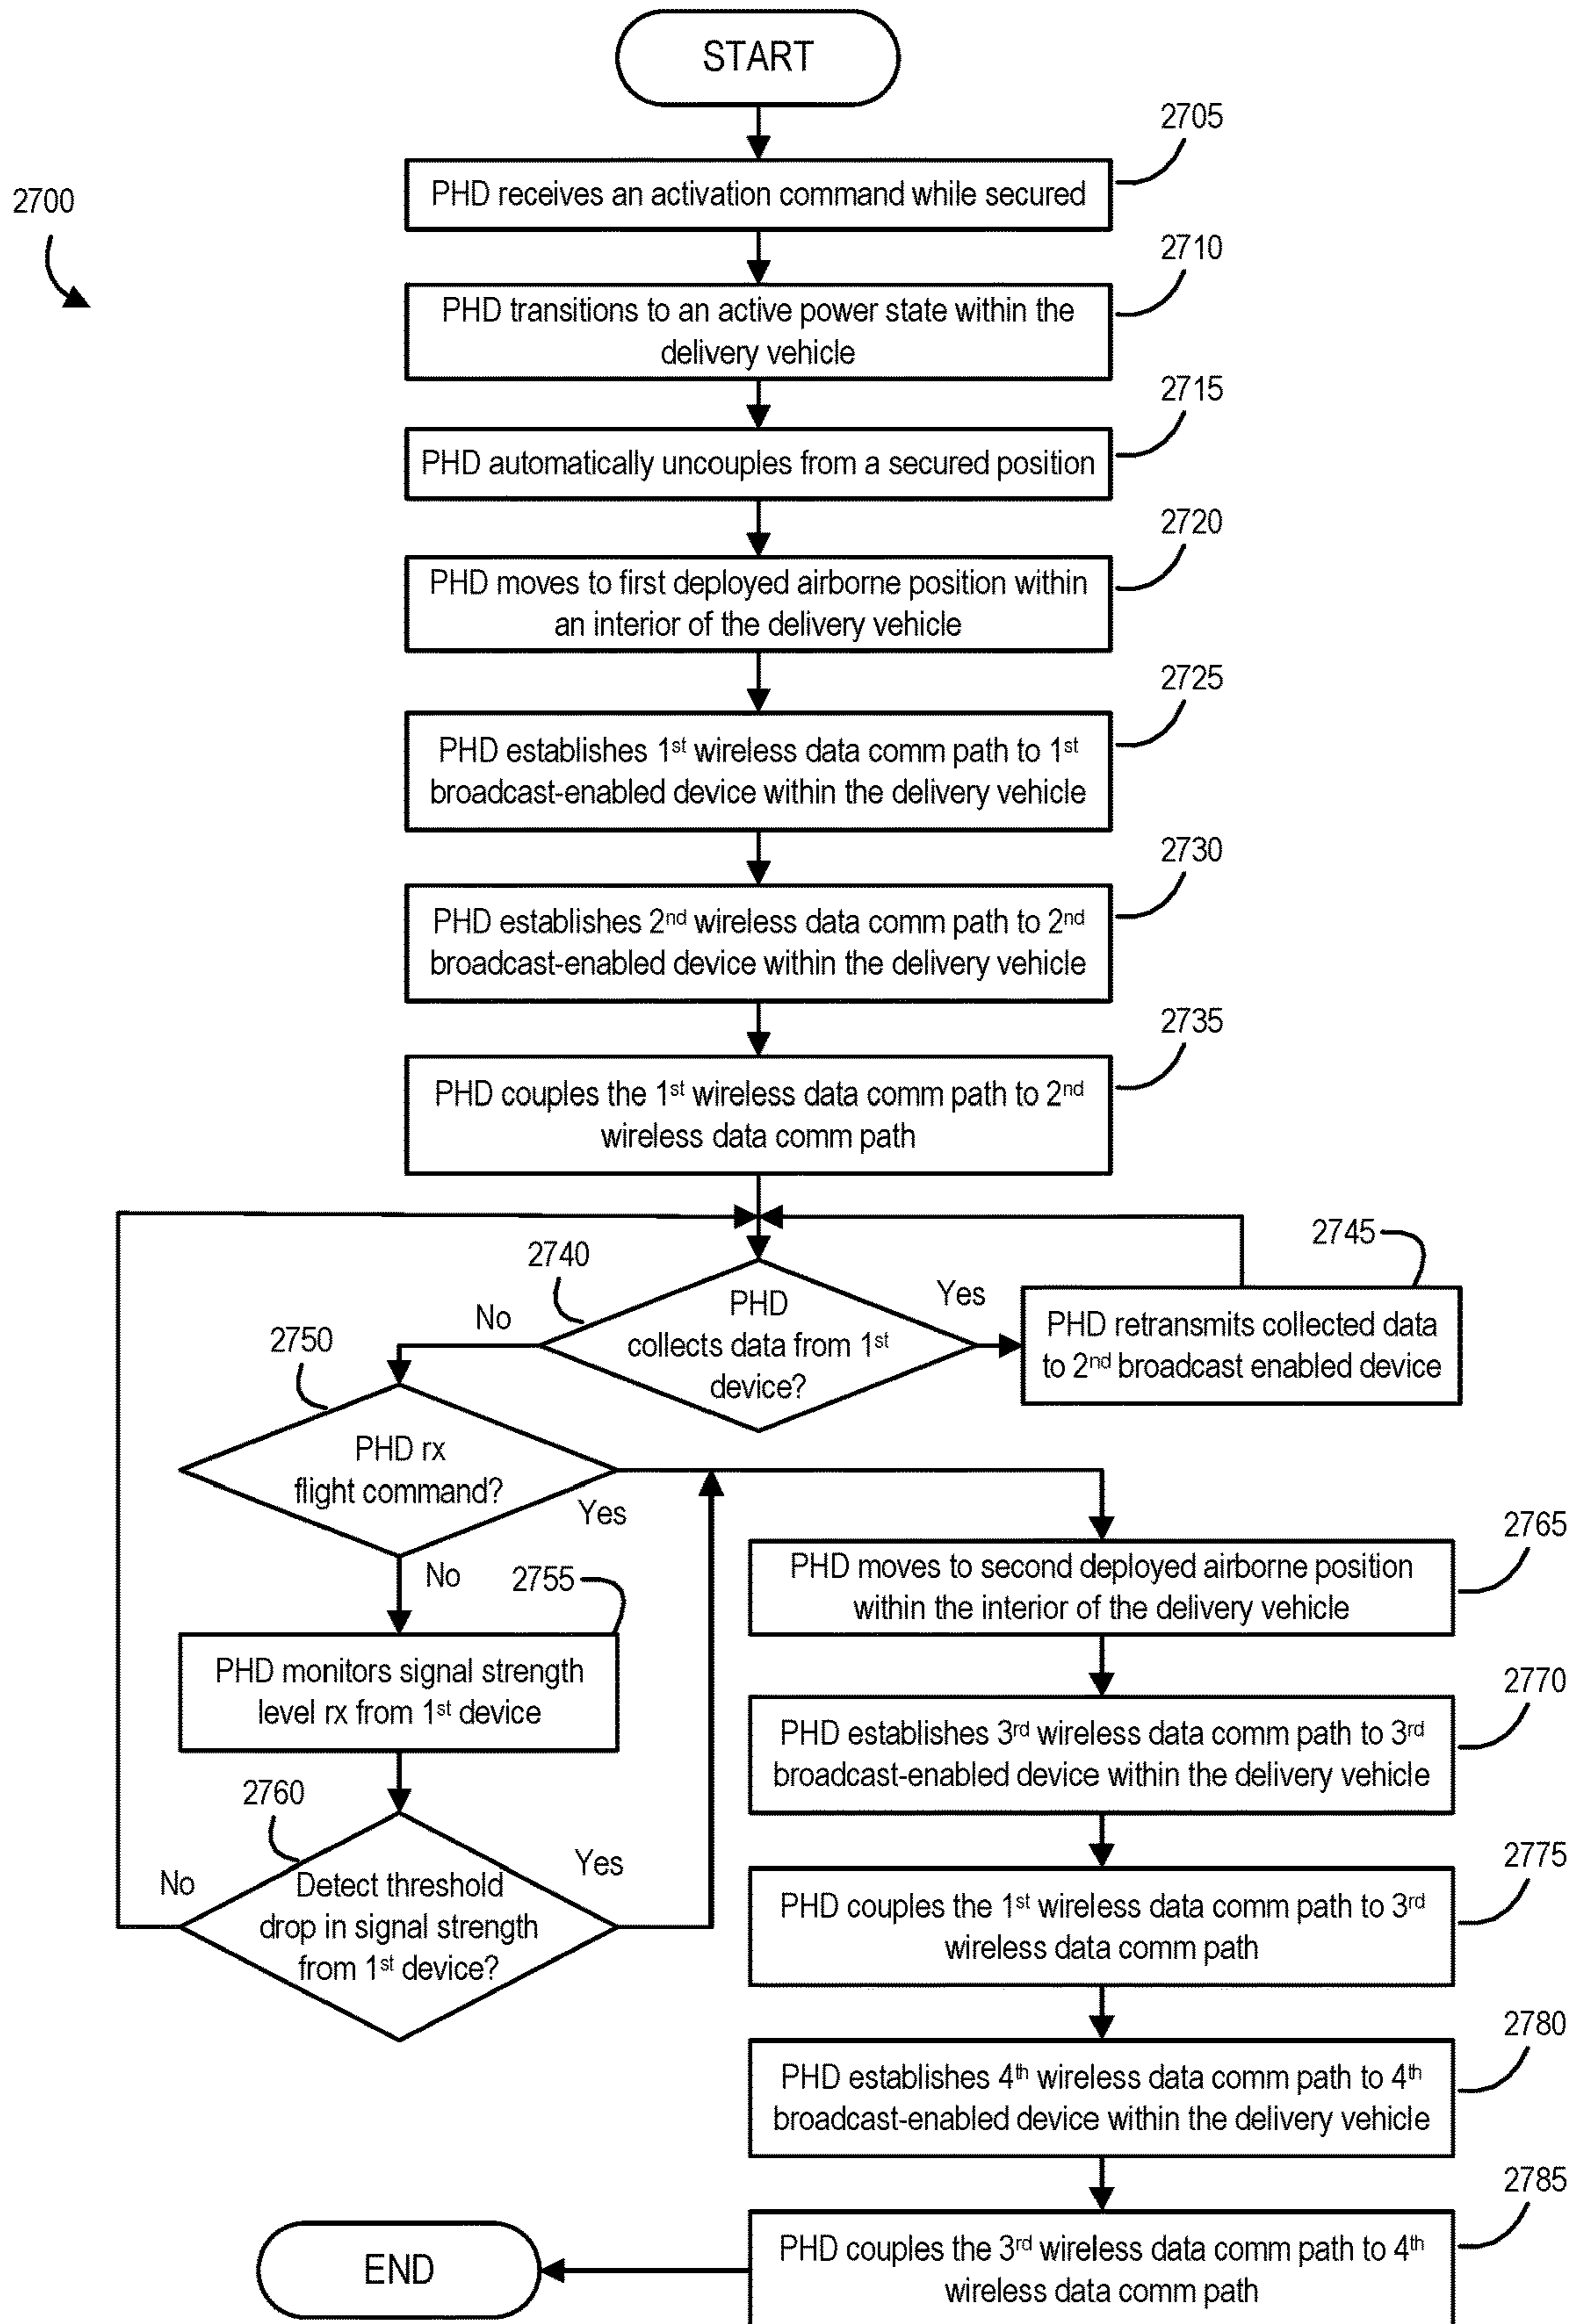 START
2705
PHD receives an activation command while secured
2700
2710
PHD transitions to an active power state within the
delivery vehicle
2715
PHD automatically uncouples from a secured position
2720
PHD moves to first deployed airborne position within
an interior of the delivery vehicle
2725
PHD establishes 1st wireless data comm path to 1st
broadcast-enabled device within the delivery vehicle
2730
PHD establishes 2nd wireless data comm path to 2nd
broadcast-enabled device within the delivery vehicle
2735
PHD couples the 1st wireless data comm path to 2nd
wireless data comm path
2740
PHD
collects data from 1st
device?
Yes
2745
PHD retransmits collected data
to 2nd broadcast enabled device
No
2750
PHD rx
flight command?
Yes
No
2755
PHD monitors signal strength
level rx from 1st device
2760
Detect threshold
drop in signal strength
from 1st device?
No
Yes
2765
PHD moves to second deployed airborne position
within the interior of the delivery vehicle
2770
PHD establishes 3rd wireless data comm path to 3rd
broadcast-enabled device within the delivery vehicle
2775
PHD couples the 1st wireless data comm path to 3rd
wireless data comm path
2780
PHD establishes 4th wireless data comm path to 4th
broadcast-enabled device within the delivery vehicle
2785
PHD couples the 3rd wireless data comm path to 4th
wireless data comm path
END